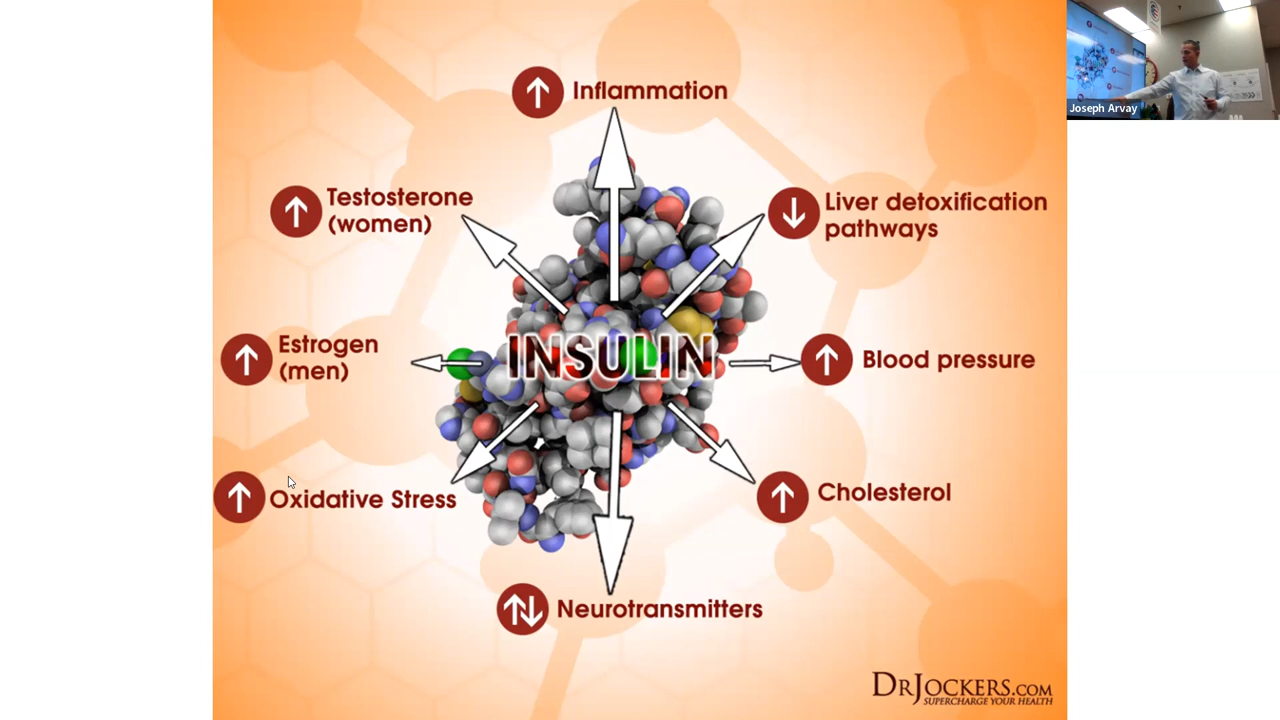 Inflammation
Testosterone
(women)
Liver detoxification
pathways
Estrogen
(men)
INSULIN
Blood pressure
Oxidative Stress
Cholesterol
Neurotransmitters
DRJOCKERS.COM
SUPERCHARGE YOUR HEALTH
Joseph Arvay